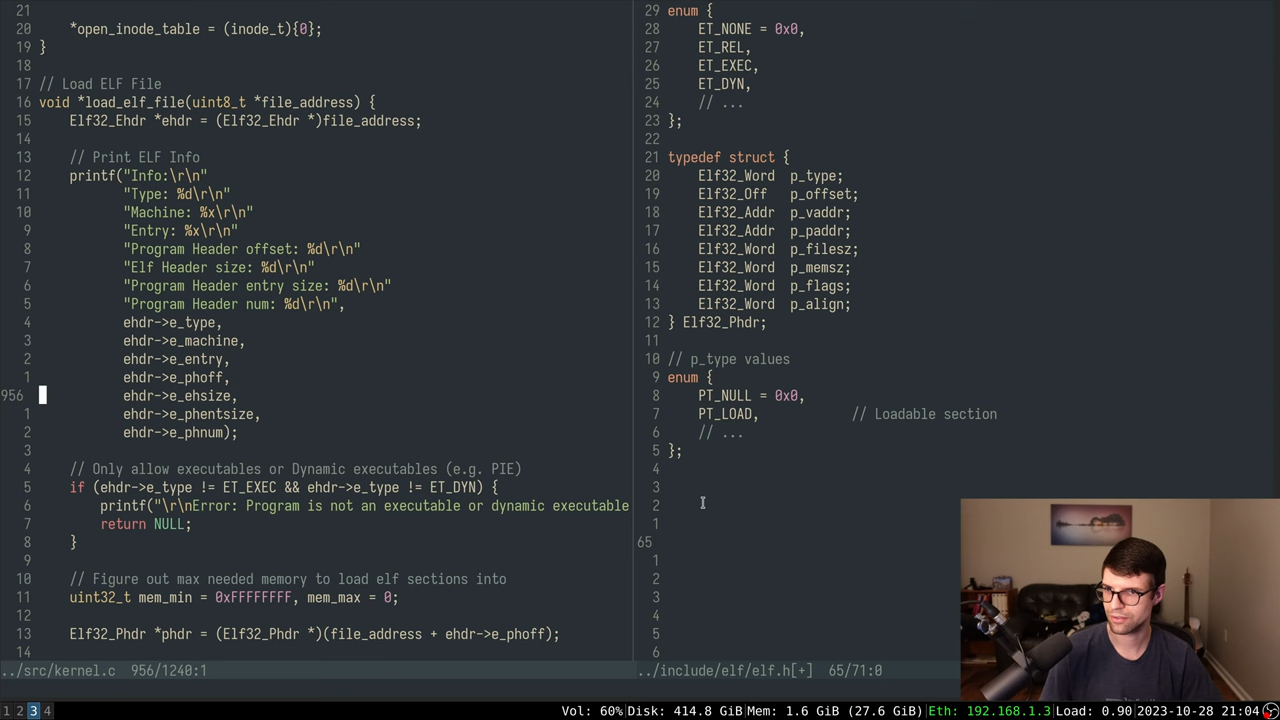 21
20     *open_inode_table = (inode_t){0};
19 }
18
17 // Load ELF File
16 void *load_elf_file(uint8_t *file_address) {
15     Elf32_Ehdr *ehdr = (Elf32_Ehdr *)file_address;
14
13     // Print ELF Info
12     printf("Info:\r\n"
11            "Type: %d\r\n"
10            "Machine: %x\r\n"
9            "Entry: %x\r\n"
8            "Program Header offset: %d\r\n"
7            "Elf Header size: %d\r\n"
6            "Program Header entry size: %d\r\n"
5            "Program Header num: %d\r\n",
4            ehdr->e_type,
3            ehdr->e_machine,
2            ehdr->e_entry,
1            ehdr->e_phoff,
956            ehdr->e_ehsize,
1            ehdr->e_phentsize,
2            ehdr->e_phnum);
3
4     // Only allow executables or Dynamic executables (e.g. PIE)
5     if (ehdr->e_type != ET_EXEC && ehdr->e_type != ET_DYN) {
6         printf("\r\nError: Program is not an executable or dynamic executable
7         return NULL;
8     }
9
10     // Figure out max needed memory to load elf sections into
11     uint32_t mem_min = 0xFFFFFFFF, mem_max = 0;
12
13     Elf32_Phdr *phdr = (Elf32_Phdr *)(file_address + ehdr->e_phoff);
14
../src/kernel.c  956/1240:1
29 enum {
28     ET_NONE = 0x0,
27     ET_REL,
26     ET_EXEC,
25     ET_DYN,
24     // ...
23 };
22
21 typedef struct {
20     Elf32_Word  p_type;
19     Elf32_Off   p_offset;
18     Elf32_Addr  p_vaddr;
17     Elf32_Addr  p_paddr;
16     Elf32_Word  p_filesz;
15     Elf32_Word  p_memsz;
14     Elf32_Word  p_flags;
13     Elf32_Word  p_align;
12 } Elf32_Phdr;
11
10 // p_type values
9 enum {
8     PT_NULL = 0x0,
7     PT_LOAD,            // Loadable section
6     // ...
5 };
4
3
2
1
65
1
2
3
4
5
6
../include/elf/elf.h[+]  65/71:0
1 2 3 4 Vol: 60%|Disk: 414.8 GiB|Mem: 1.6 GiB (27.6 GiB)|Eth: 192.168.1.3|Load: 0.90|2023-10-28 21:04